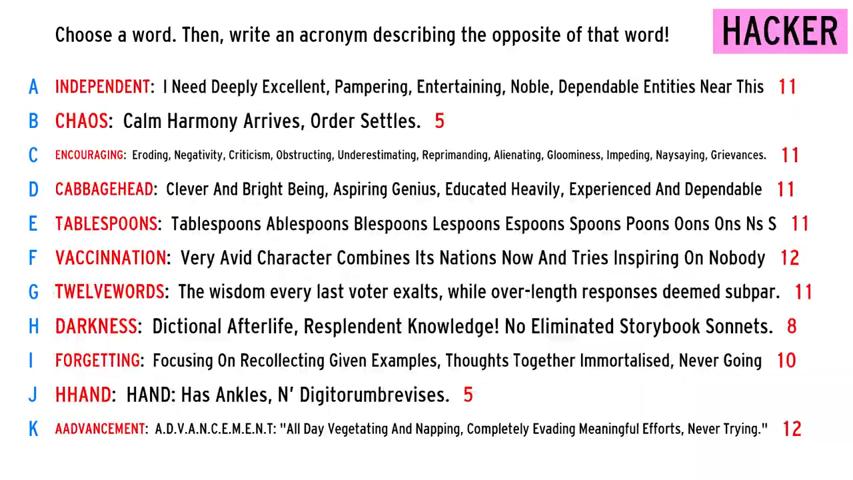 Choose a word. Then, write an acronym describing the opposite of that word!
HACKER
A INDEPENDENT: I Need Deeply Excellent, Pampering, Entertaining, Noble, Dependable Entities Near This 11
B CHAOS: Calm Harmony Arrives, Order Settles. 5
C ENCOURAGING: Eroding, Negativity, Criticism, Obstructing, Underestimating, Reprimanding, Alienating, Gloominess, Impeding, Naysaying, Grievances. 11
D CABBAGEHEAD: Clever And Bright Being, Aspiring Genius, Educated Heavily, Experienced And Dependable 11
E TABLESPOONS: Tablespoons Ablespoons Blespoons Lespoons Espoons Spoons Poons Oons Ons Ns S 11
F VACCINNATION: Very Avid Character Combines Its Nations Now And Tries Inspiring On Nobody 12
G TWELVEWORDS: The wisdom every last voter exalts, while over-length responses deemed subpar. 11
H DARKNESS: Dictional Afterlife, Resplendent Knowledge! No Eliminated Storybook Sonnets. 8
I FORGETTING: Focusing On Recollecting Given Examples, Thoughts Together Immortalised, Never Going 10
J HHAND: HAND: Has Ankles, N' Digitorumbrevises. 5
K AADVANCEMENT: A.D.V.A.N.C.E.M.E.N.T: "All Day Vegetating And Napping, Completely Evading Meaningful Efforts, Never Trying." 12